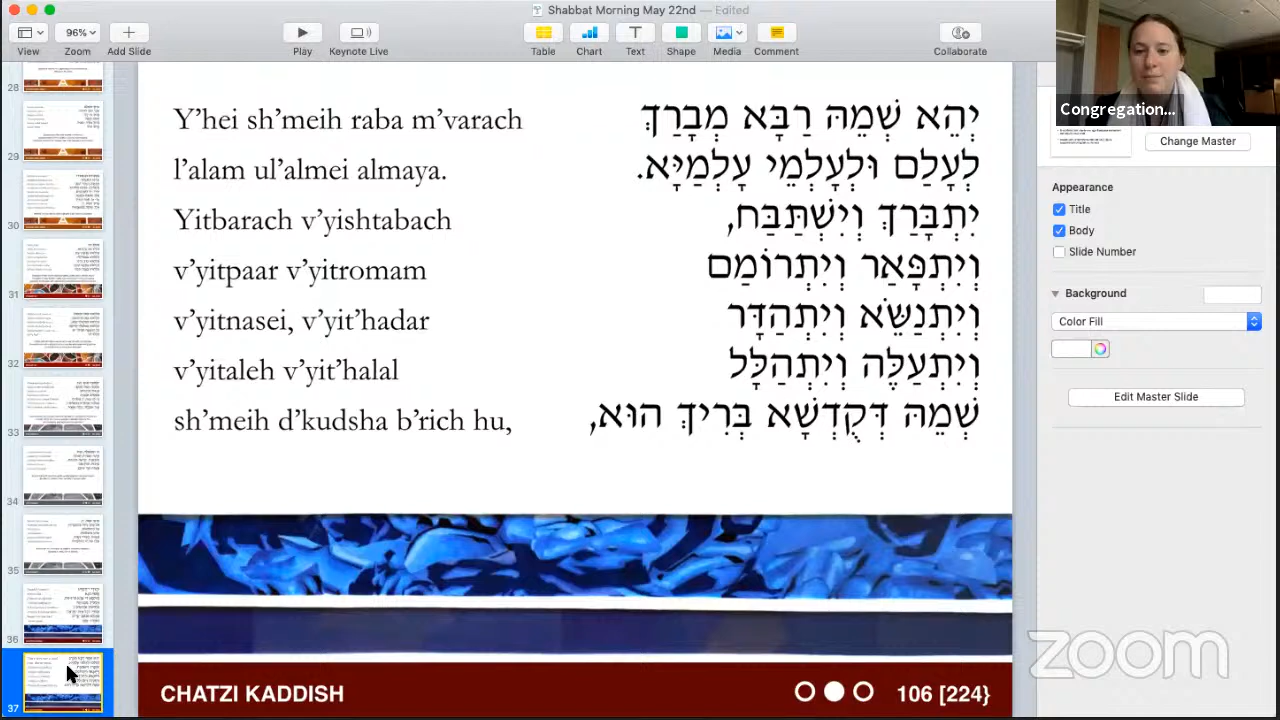 Shabbat Morning May 22nd — Edited
96%
View
Zoom
Add Slide
Play
Keynote Live
Table
Chart
Text
Shape
Media
Comment
Collaborate
Congregation...
Change Master
Appearance
Title
Body
Slide Number
Background
Color Fill
Edit Master Slide
28
29
30
31
32
33
34
35
36
37
Y'hei sh'meih raba m'varach
l'alam ul'almei almaya.
Yitbarach v'yishtabach
v'yitpaar v'yitromam
v'yitnasei, v'yit'hadar
v'yitaleh v'yit'halal
sh'meih d'kudsha b'rich hu,
יְהֵא שְׁמֵהּ רַבָּא מְבָרַךְ
לְעָלַם וּלְעָלְמֵי עָלְמַיָּא.
יִתְבָּרַךְ וְיִשְׁתַּבַּח,
וְיִתְפָּאַר וְיִתְרוֹמַם
וְיִתְנַשֵּׂא וְיִתְהַדָּר
וְיִתְעַלֶּה וְיִתְהַלָּל
שְׁמֵהּ דְּקֻדְשָׁא בְּרִיךְ הוּא,
CHATZI KADDISH
106 [224}
zoom